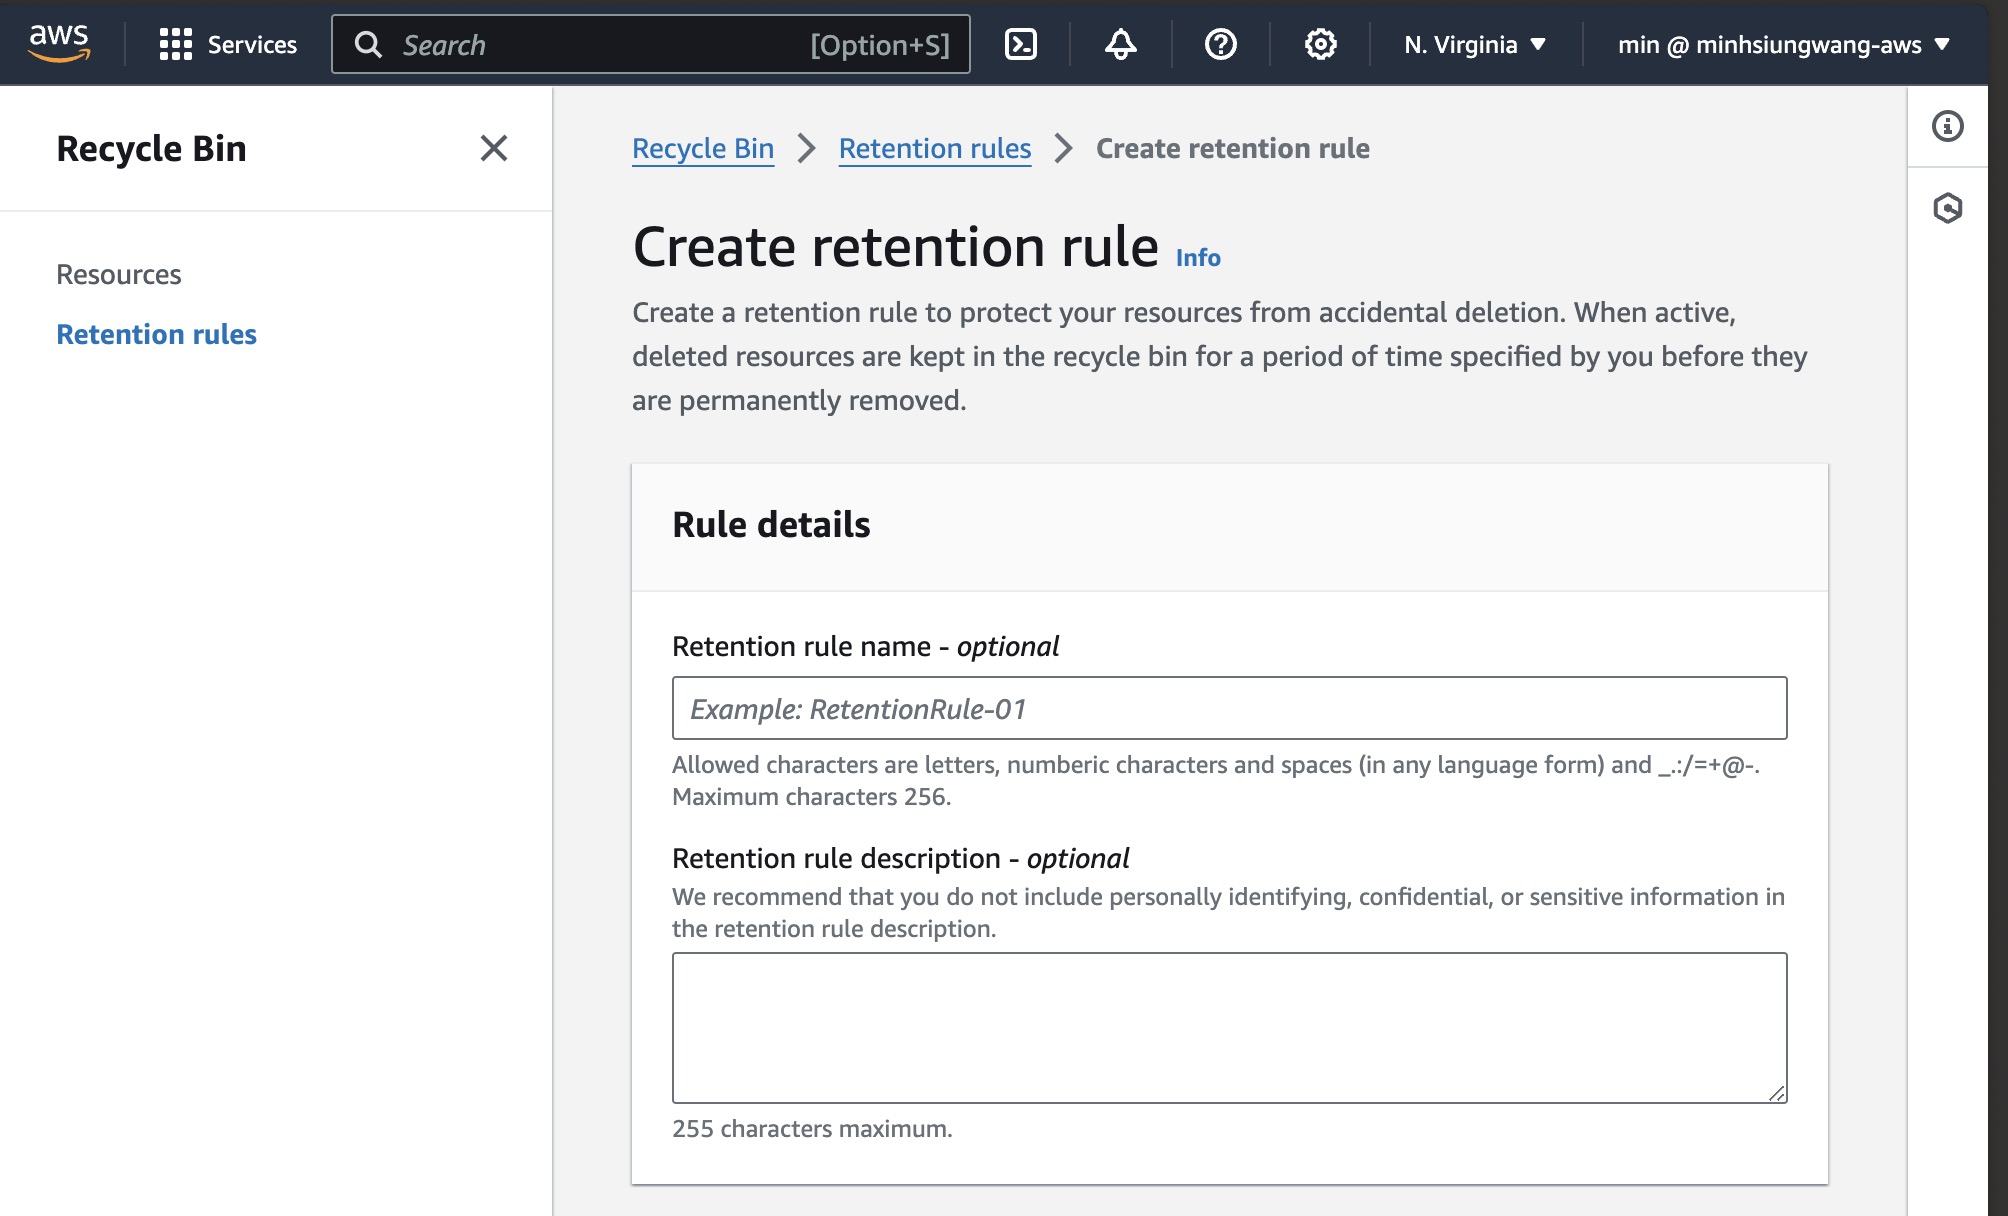 aws
Services
Search
[Option+S]
N. Virginia
min @ minhsiungwang-aws
Recycle Bin
Resources
Retention rules
Recycle Bin
Retention rules
Create retention rule
Create retention rule Info
Create a retention rule to protect your resources from accidental deletion. When active,
deleted resources are kept in the recycle bin for a period of time specified by you before they
are permanently removed.
Rule details
Retention rule name - optional
Example: RetentionRule-01
Allowed characters are letters, numberic characters and spaces (in any language form) and _.:/=+@-.
Maximum characters 256.
Retention rule description - optional
We recommend that you do not include personally identifying, confidential, or sensitive information in
the retention rule description.
255 characters maximum.